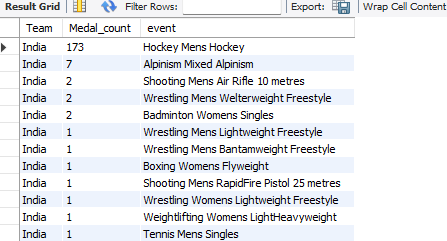 Result Grid Filter Rows: Export: Wrap Cell Content
Team Medal_count event
India 173 Hockey Mens Hockey
India 7 Alpinism Mixed Alpinism
India 2 Shooting Mens Air Rifle 10 metres
India 2 Wrestling Mens Welterweight Freestyle
India 2 Badminton Womens Singles
India 1 Wrestling Mens Lightweight Freestyle
India 1 Wrestling Mens Bantamweight Freestyle
India 1 Boxing Womens Flyweight
India 1 Shooting Mens RapidFire Pistol 25 metres
India 1 Wrestling Womens Lightweight Freestyle
India 1 Weightlifting Womens LightHeavyweight
India 1 Tennis Mens Singles